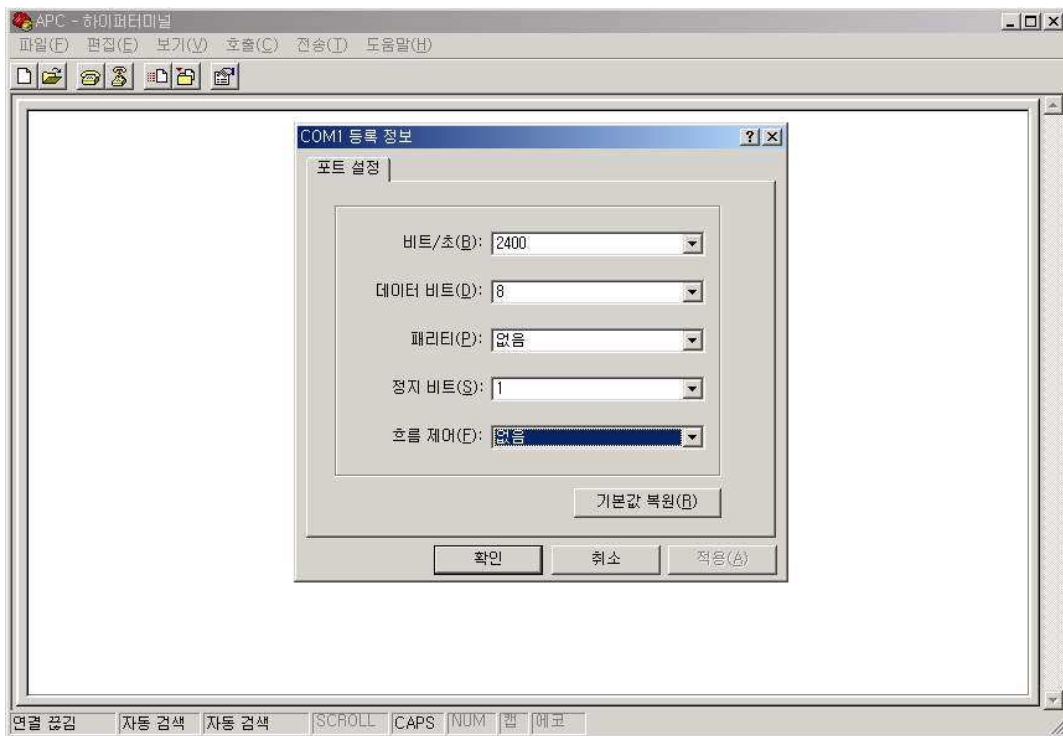 APC - 하이퍼터미널
파일(F) 편집(E) 보기(V) 호출(C) 전송(T) 도움말(H)
COM1 등록 정보
포트 설정
비트/초(B): 2400
데이터 비트(D): 8
패리티(P): 없음
정지 비트(S): 1
흐름 제어(F): 없음
기본값 복원(R)
확인 취소 적용(A)
연결 끊김 자동 검색 자동 검색 SCROLL CAPS NUM 캡 에코